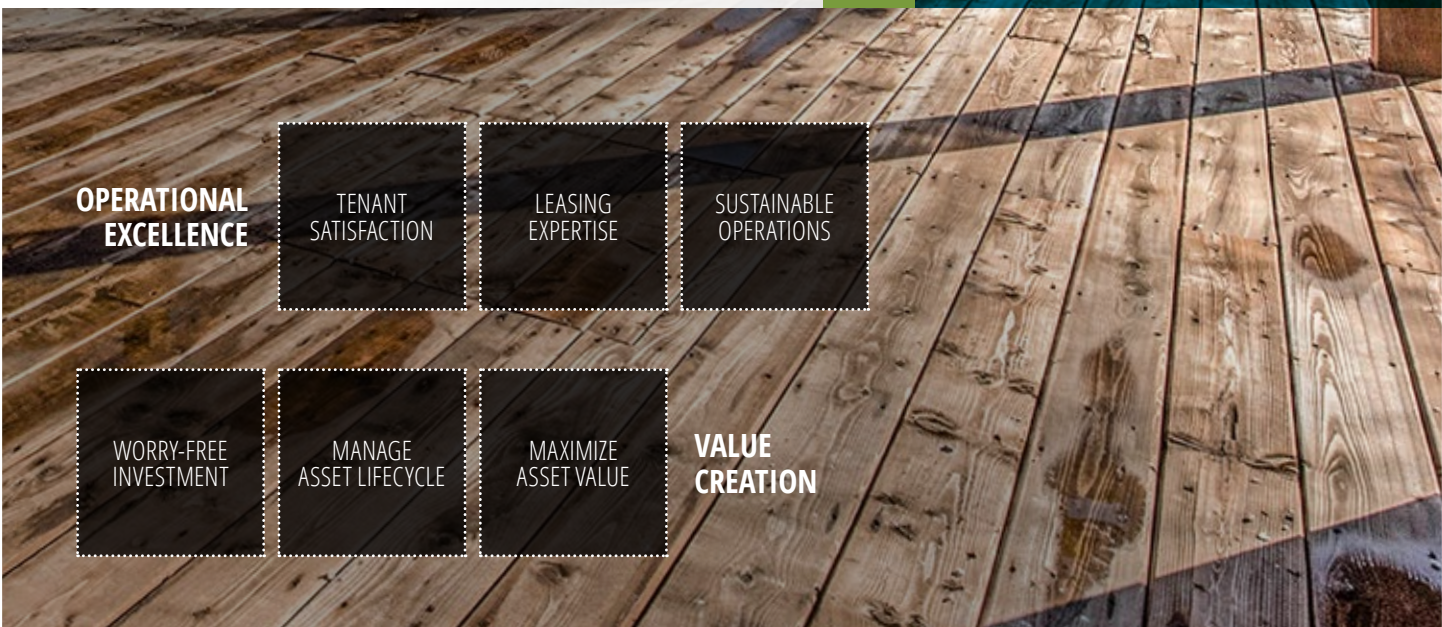 OPERATIONAL
EXCELLENCE
TENANT
SATISFACTION
LEASING
EXPERTISE
SUSTAINABLE
OPERATIONS
WORRY-FREE
INVESTMENT
MANAGE
ASSET LIFECYCLE
MAXIMIZE
ASSET VALUE
VALUE
CREATION